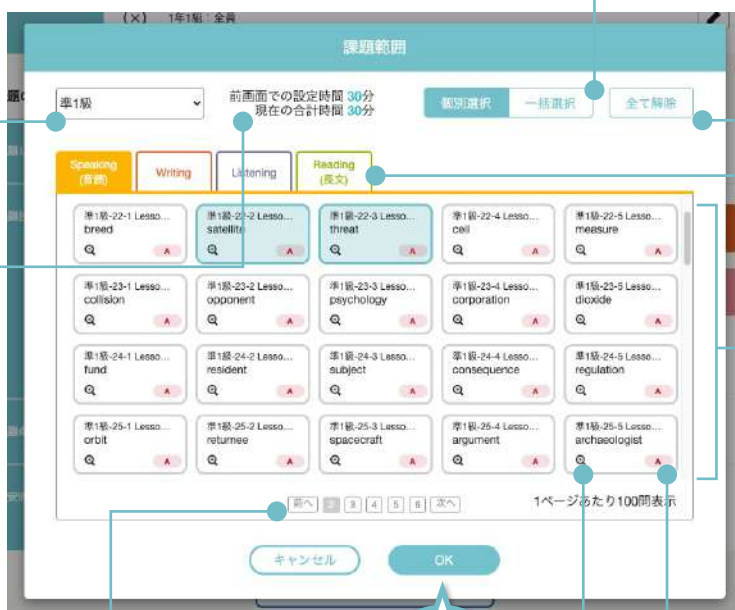 (×) 1年1組：全員
課題範囲
準1級
前画面での設定時間 30分
現在の合計時間 30分
個別選択
一括選択
全て解除
Speaking
(音読)
Writing
Listening
Reading
(長文)
準1級-22-1 Lesso...
breed
A
準1級-22-2 Lesso...
satellite
A
準1級-22-3 Lesso...
threat
A
準1級-22-4 Lesso...
cell
A
準1級-22-5 Lesso...
measure
A
準1級-23-1 Lesso...
collision
A
準1級-23-2 Lesso...
opponent
A
準1級-23-3 Lesso...
psychology
A
準1級-23-4 Lesso...
corporation
A
準1級-23-5 Lesso...
dioxide
A
準1級-24-1 Lesso...
fund
A
準1級-24-2 Lesso...
resident
A
準1級-24-3 Lesso...
subject
A
準1級-24-4 Lesso...
consequence
A
準1級-24-5 Lesso...
regulation
A
準1級-25-1 Lesso...
orbit
A
準1級-25-2 Lesso...
returnee
A
準1級-25-3 Lesso...
spacecraft
A
準1級-25-4 Lesso...
argument
A
準1級-25-5 Lesso...
archaeologist
A
前へ 2 3 4 5 6 次へ
1ページあたり100問表示
キャンセル
OK